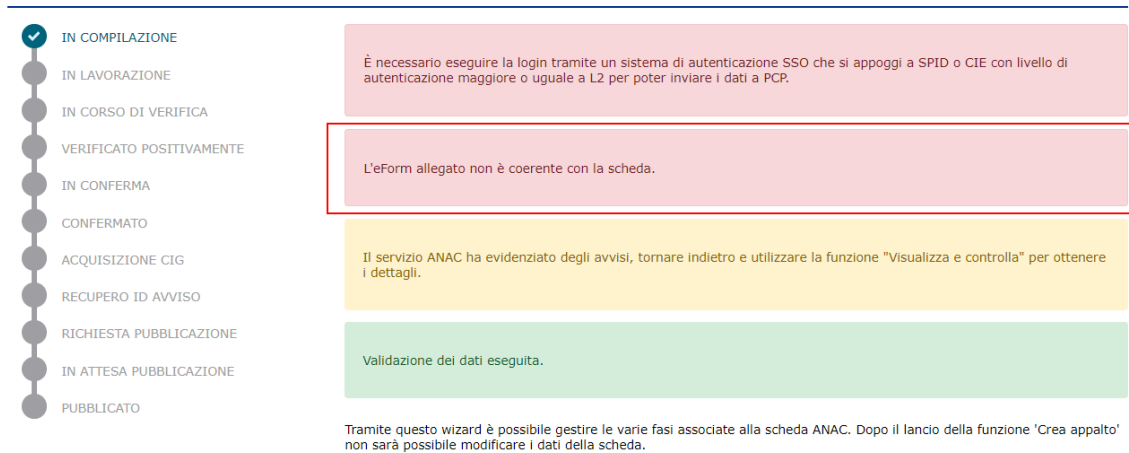 IN COMPILAZIONE
IN LAVORAZIONE
IN CORSO DI VERIFICA
VERIFICATO POSITIVAMENTE
IN CONFERMA
CONFERMATO
ACQUISIZIONE CIG
RECUPERO ID AVVISO
RICHIESTA PUBBLICAZIONE
IN ATTESA PUBBLICAZIONE
PUBBLICATO
È necessario eseguire la login tramite un sistema di autenticazione SSO che si appoggi a SPID o CIE con livello di
autenticazione maggiore o uguale a L2 per poter inviare i dati a PCP.
L'eForm allegato non è coerente con la scheda.
Il servizio ANAC ha evidenziato degli avvisi, tornare indietro e utilizzare la funzione "Visualizza e controlla" per ottenere
i dettagli.
Validazione dei dati eseguita.
Tramite questo wizard è possibile gestire le varie fasi associate alla scheda ANAC. Dopo il lancio della funzione 'Crea appalto'
non sarà possibile modificare i dati della scheda.